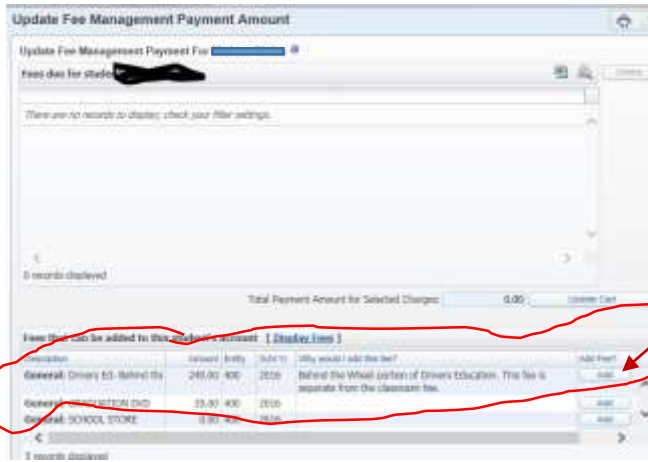 Update Fee Management Payment Amount
Update Fee Management Payment For
Fees due for stude
There are no records to display; check your filter settings.
0 records displayed
Total Payment Amount for Selected Charges: 0.00 Update Cart
Fees that can be added to this student's account [ Display Fees ]
Description Amount Entity Why would I add this fee? Add Fee?
General: Drivers Ed- Behind the 240.00 400 2016 Behind the Wheel portion of Drivers Education. This fee is Add
separate from the classroom fee.
General: GRADUATION DVD 400 2016 Add
General: SCHOOL STORE 0.00 400 2016 Add
3 records displayed